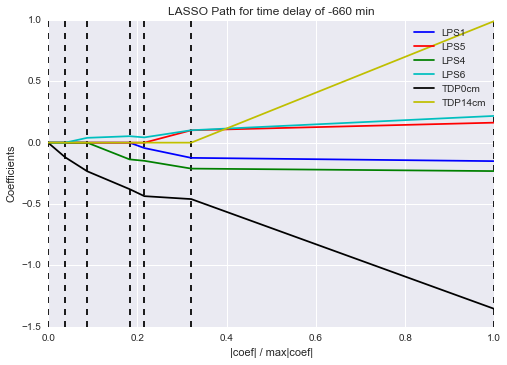 LASSO Path for time delay of -660 min
1.0
0.5
0.0
−0.5
−1.0
−1.5
Coefficients
LPS1
LPS5
LPS4
LPS6
TDP0cm
TDP14cm
0.0 0.2 0.4 0.6 0.8 1.0
|coef| / max|coef|